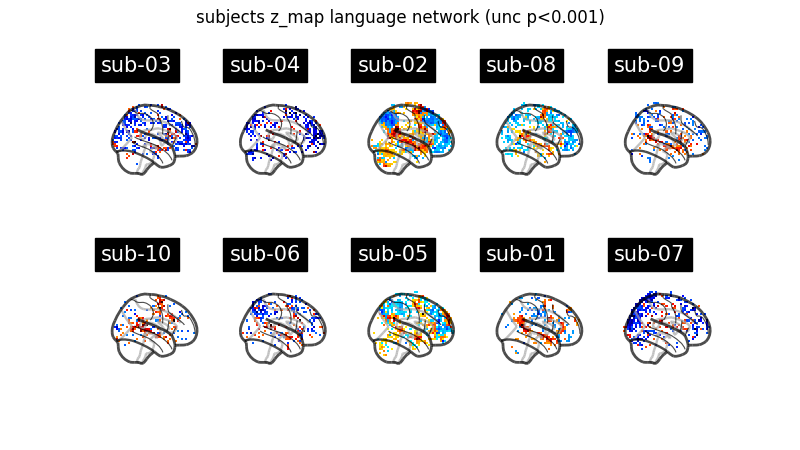 subjects z_map language network (unc p<0.001)
sub-03 sub-04 sub-02 sub-08 sub-09
sub-10 sub-06 sub-05 sub-01 sub-07